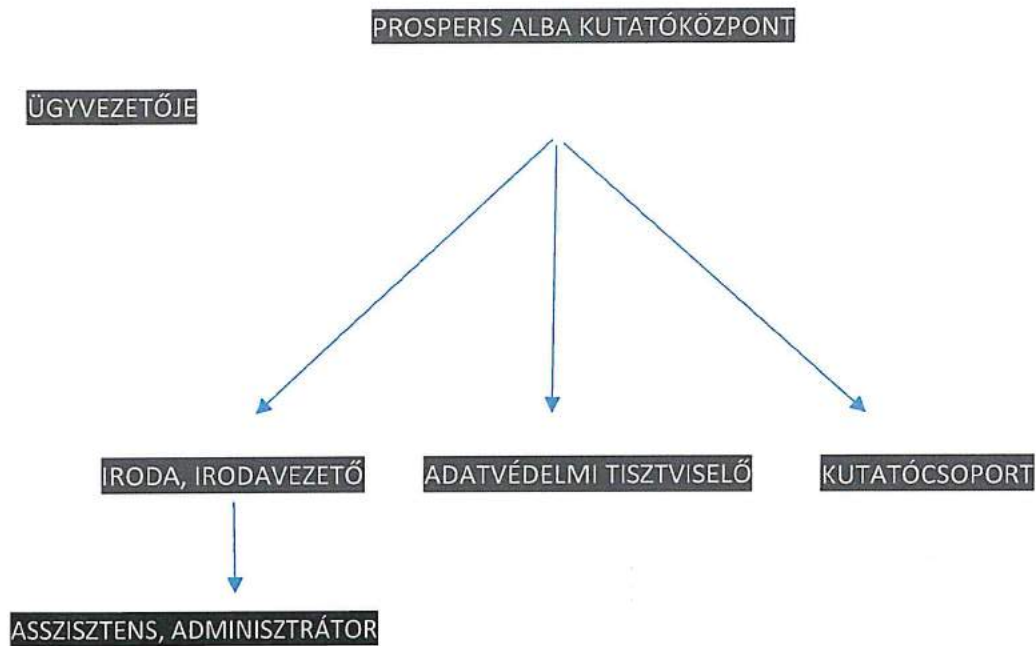 PROSPERIS ALBA KUTATÓKÖZPONT
ÜGYVEZETŐJE
IRODA, IRODAVEZETŐ
ADATVÉDELMI TISZTVISELŐ
KUTATÓCSOPORT
ASSZISZTENS, ADMINISZTRÁTOR